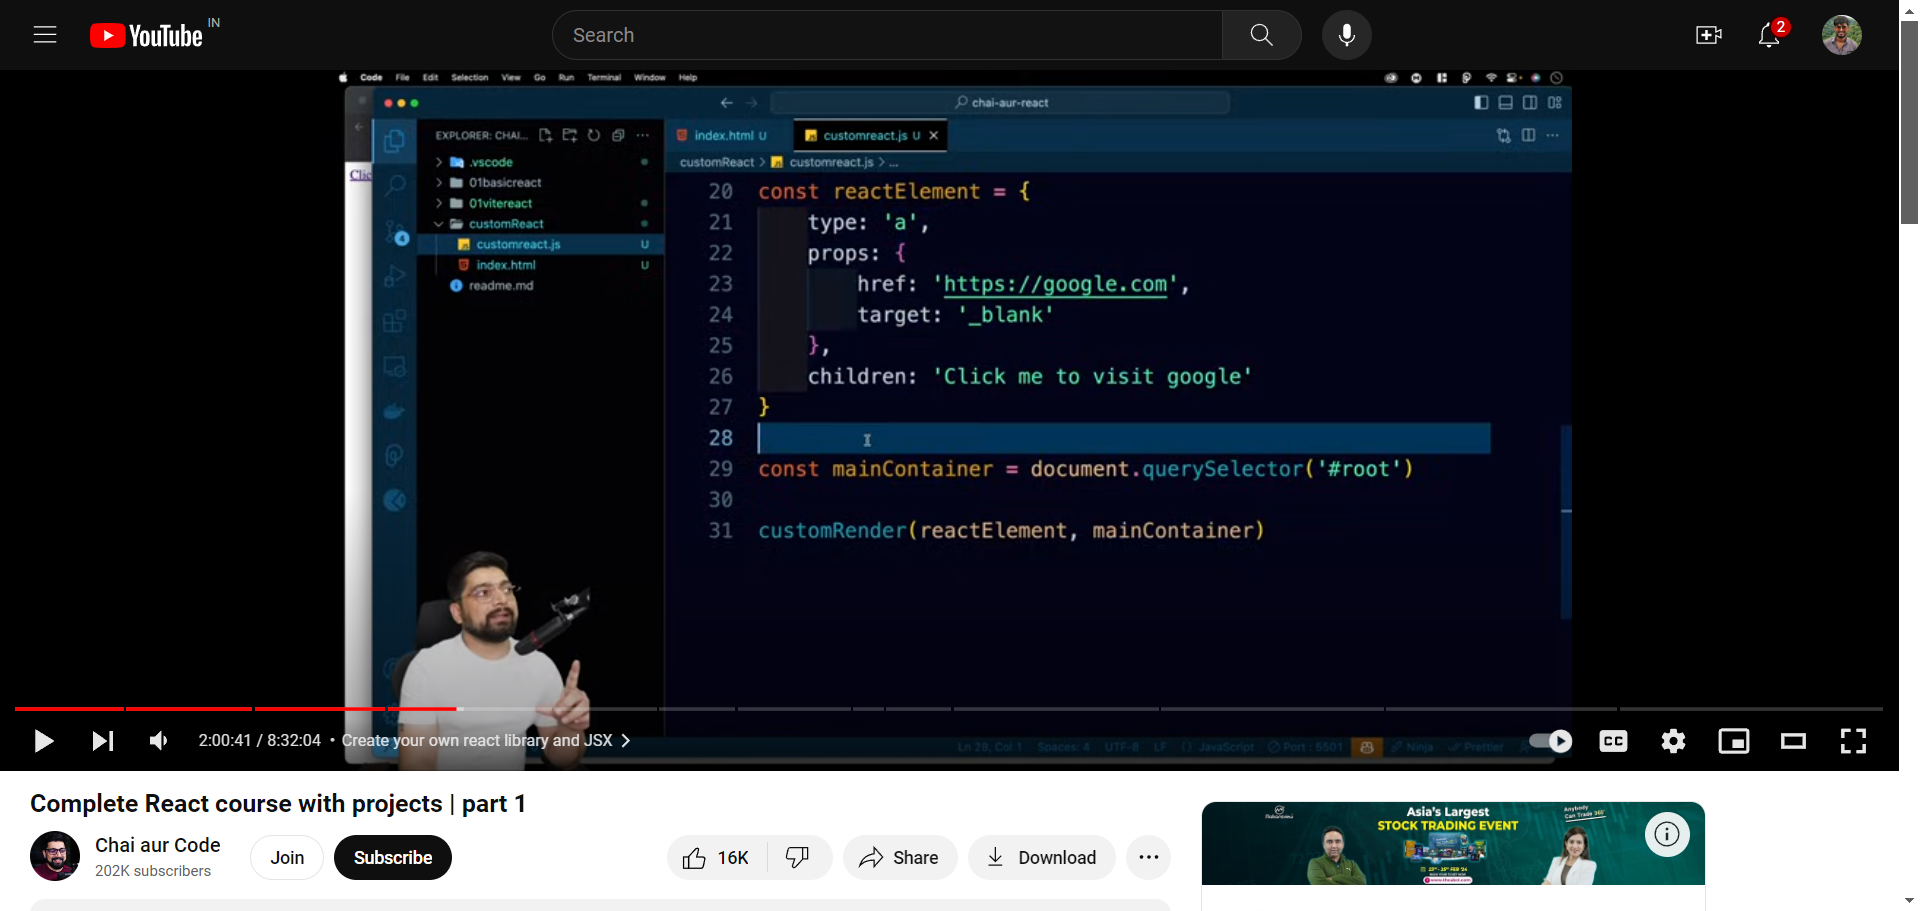 YouTube IN
Search
2
Code File Edit Selection View Go Run Terminal Window Help
chai-aur-react
EXPLORER: CHAI...
index.html U
customreact.js U
customReact > customreact.js > ...
Clic
.vscode
01basicreact
01vitereact
customReact
customreact.js U
index.html U
readme.md
4
20 const reactElement = {
21 type: 'a',
22 props: {
23 href: 'https://google.com',
24 target: '_blank'
25 },
26 children: 'Click me to visit google'
27 }
28
29 const mainContainer = document.querySelector('#root')
30
31 customRender(reactElement, mainContainer)
Ln 28, Col 1 Spaces: 4 UTF-8 LF {} JavaScript Port : 5501 Ninja Prettier
2:00:41 / 8:32:04 • Create your own react library and JSX >
CC
Complete React course with projects | part 1
Chai aur Code
202K subscribers
Join
Subscribe
16K
Share
Download
Asia's Largest
STOCK TRADING EVENT
Anybody
Can Trade